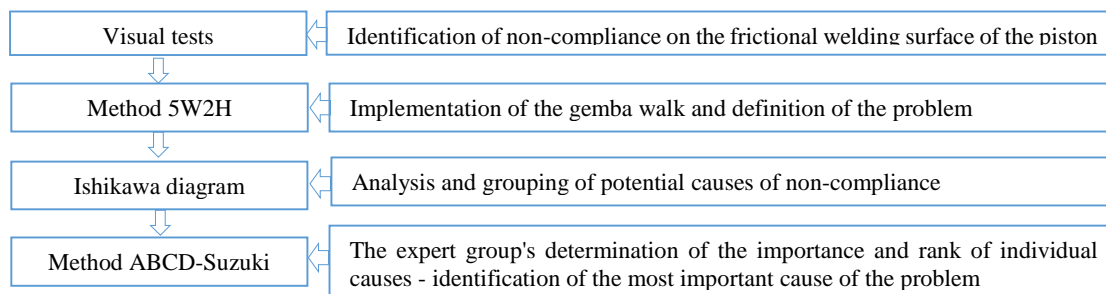 Visual tests
Identification of non-compliance on the frictional welding surface of the piston
Method 5W2H
Implementation of the gemba walk and definition of the problem
Ishikawa diagram
Analysis and grouping of potential causes of non-compliance
Method ABCD-Suzuki
The expert group's determination of the importance and rank of individual
causes - identification of the most important cause of the problem